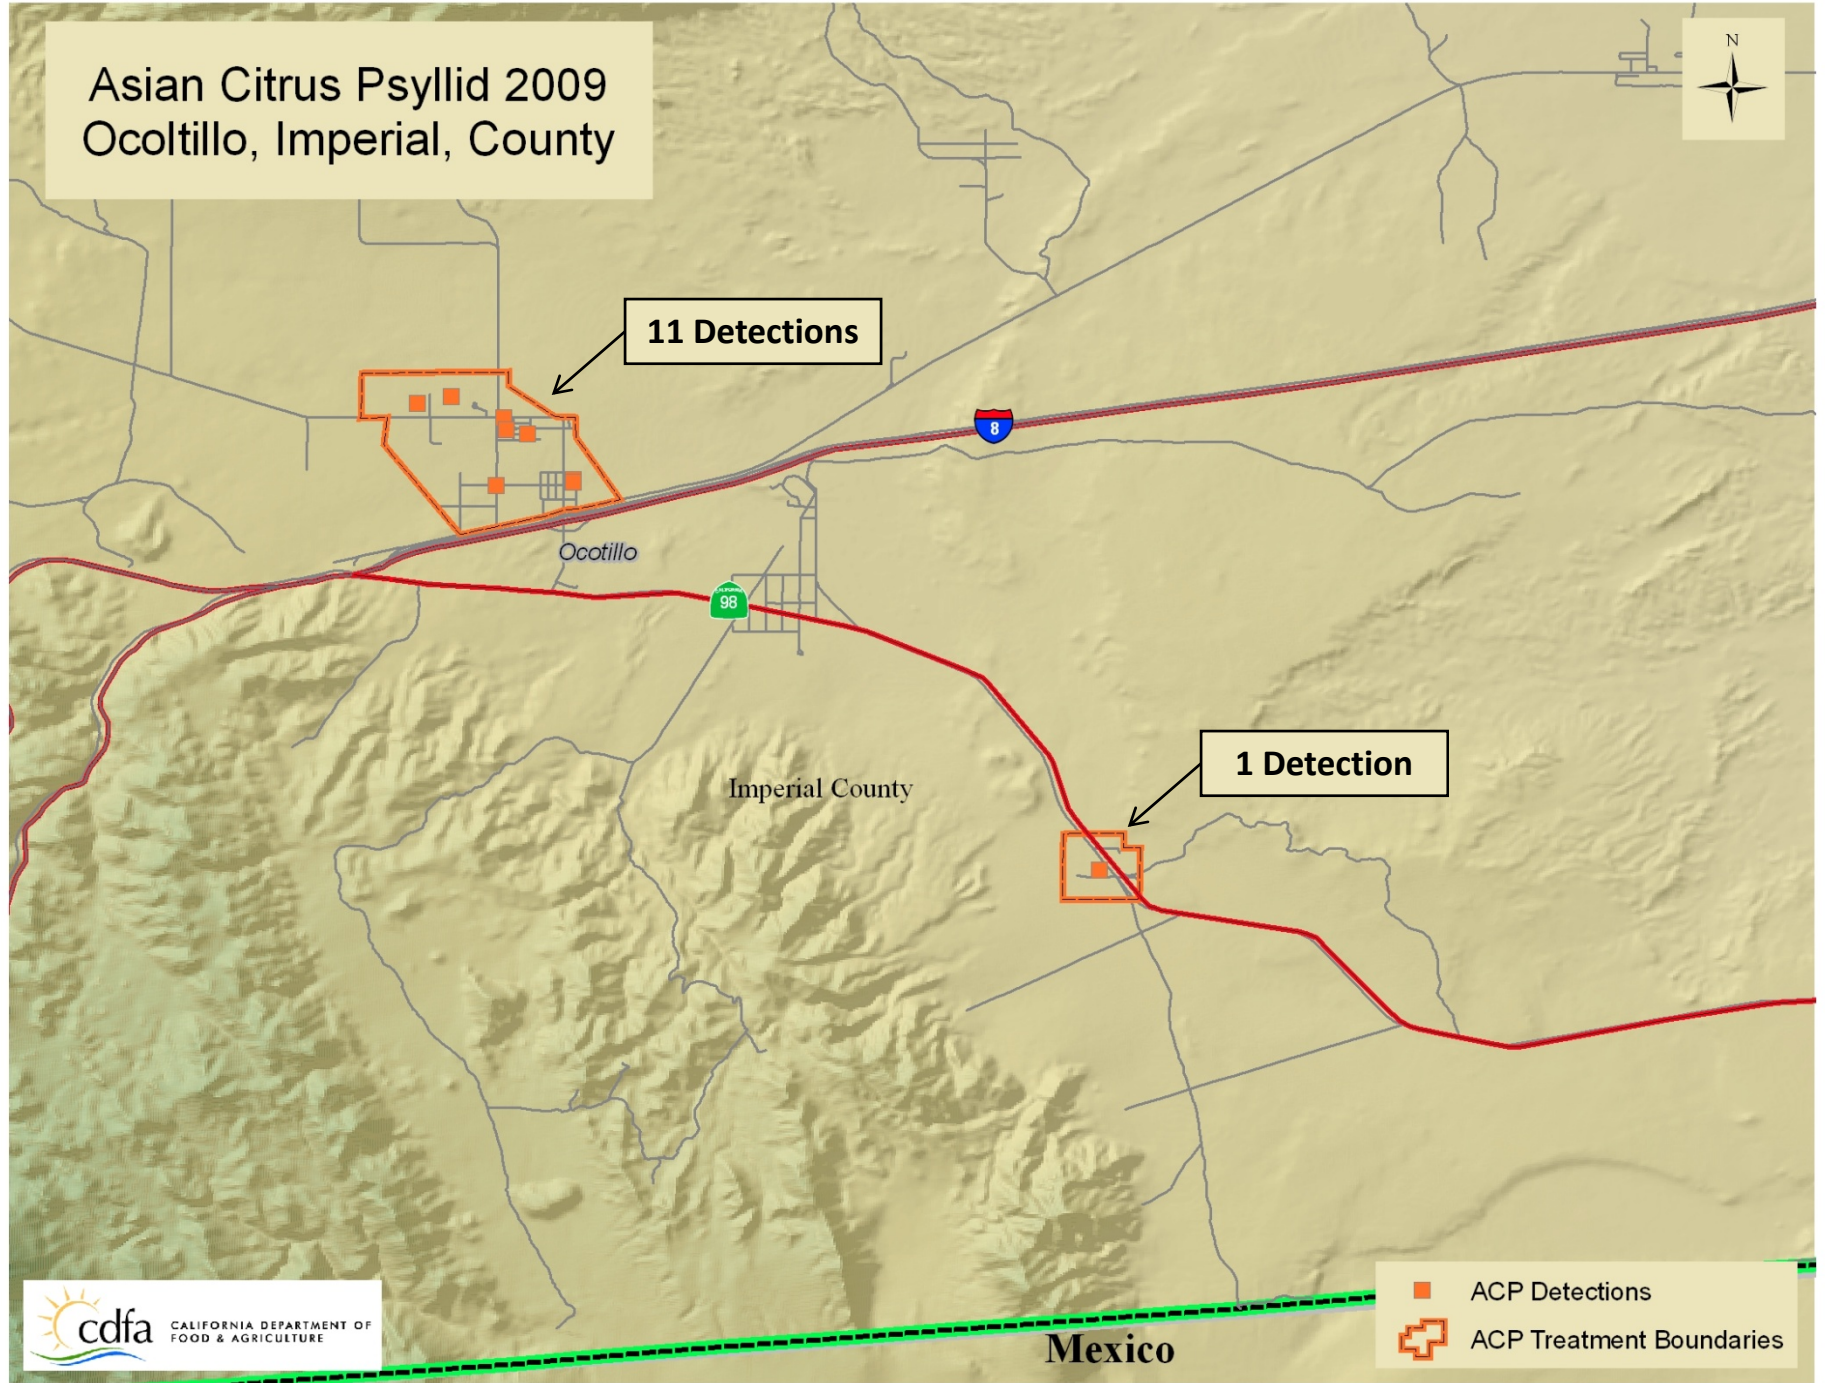 Asian Citrus Psyllid 2009
Ocoltillo, Imperial, County
N
11 Detections
8
Ocotillo
CALIFORNIA
98
1 Detection
Imperial County
Mexico
ACP Detections
ACP Treatment Boundaries
cdfa
CALIFORNIA DEPARTMENT OF
FOOD & AGRICULTURE